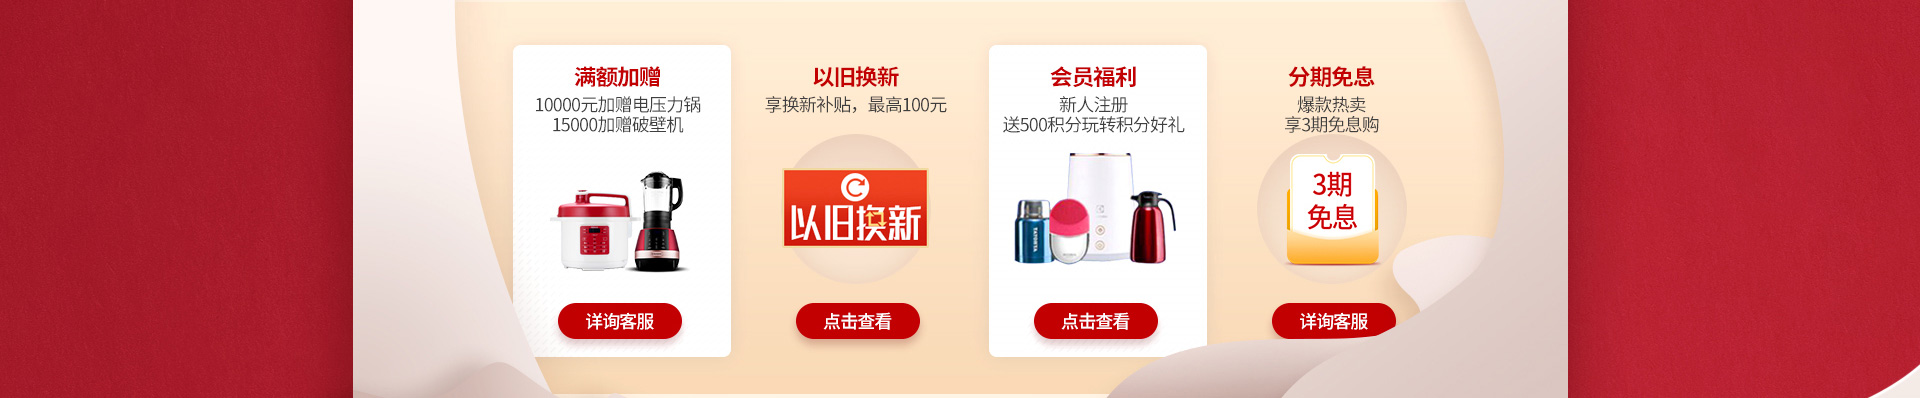 满额加赠
10000元加赠电压力锅
15000加赠破壁机
详询客服
以旧换新
享换新补贴，最高100元
以旧换新
点击查看
会员福利
新人注册
送500积分玩转积分好礼
点击查看
分期免息
爆款热卖
享3期免息购
3期
免息
详询客服